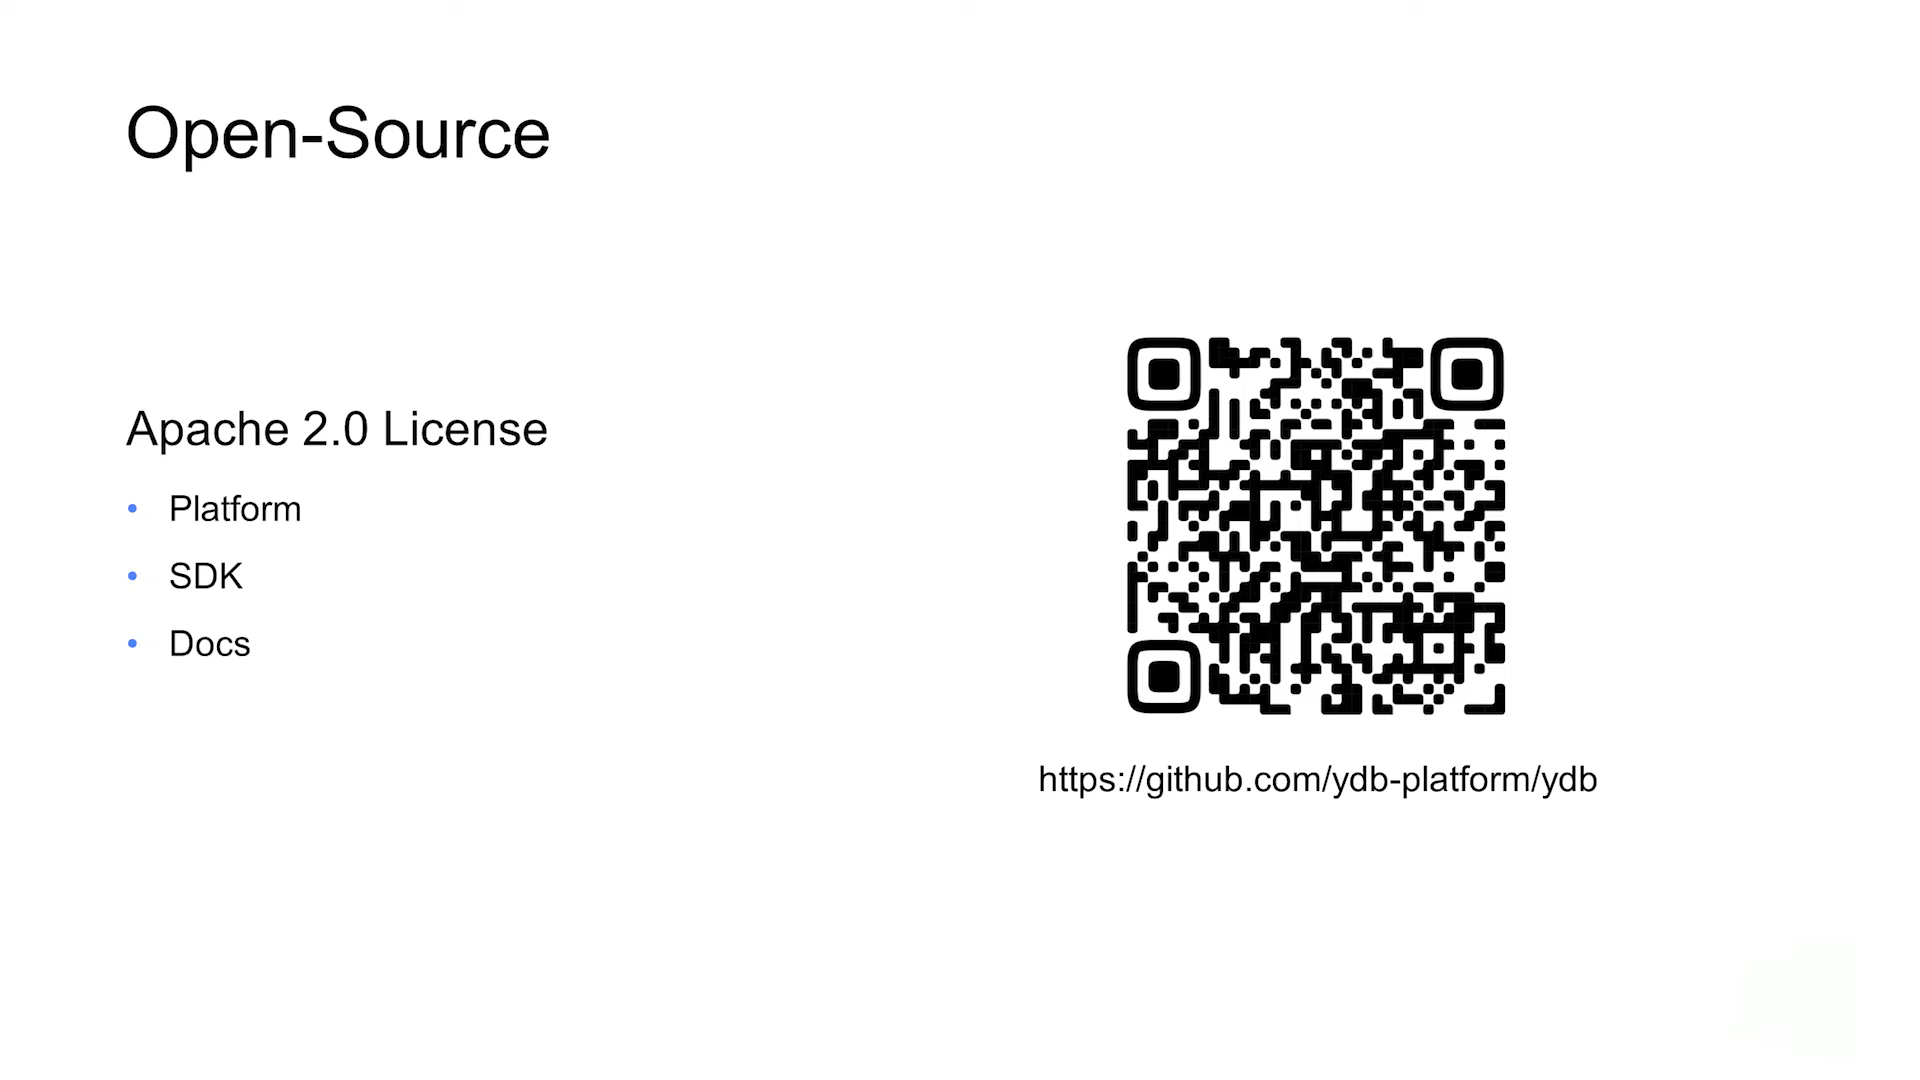 Open-Source
Apache 2.0 License
• Platform
• SDK
• Docs
https://github.com/ydb-platform/ydb